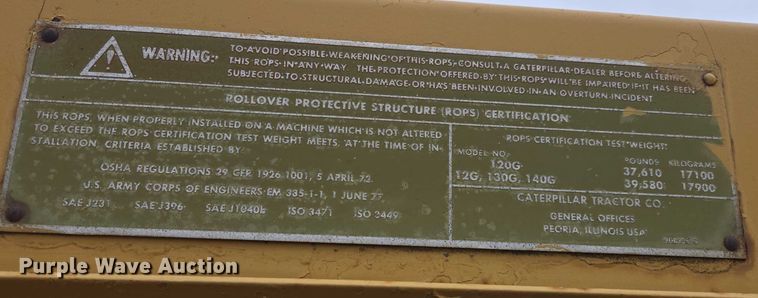 WARNING:
TO AVOID POSSIBLE WEAKENING OF THIS ROPS, CONSULT A CATERPILLAR DEALER BEFORE ALTERING
THIS ROPS IN ANY WAY. THE PROTECTION OFFERED BY THIS ROPS WILL BE IMPAIRED IF IT HAS BEEN
SUBJECTED TO STRUCTURAL DAMAGE OR HAS BEEN INVOLVED IN AN OVERTURN INCIDENT
ROLLOVER PROTECTIVE STRUCTURE (ROPS) CERTIFICATION
THIS ROPS, WHEN PROPERLY INSTALLED ON A MACHINE WHICH IS NOT ALTERED
TO EXCEED THE ROPS CERTIFICATION TEST WEIGHT MEETS, AT THE TIME OF IN-
STALLATION, CRITERIA ESTABLISHED BY:
OSHA REGULATIONS 29 CFR 1926 1001, 5 APRIL 72
U.S. ARMY CORPS OF ENGINEERS EM 385-1-1, 1 JUNE 77
SAE J231 SAE J396 SAE J1040b ISO 3471 ISO 3449
ROPS CERTIFICATION TEST WEIGHT
MODEL NO. POUNDS KILOGRAMS
120G 37,610 17100
12G, 130G, 140G 39,580 17900
CATERPILLAR TRACTOR CO.
GENERAL OFFICES
PEORIA, ILLINOIS USA
Purple Wave Auction